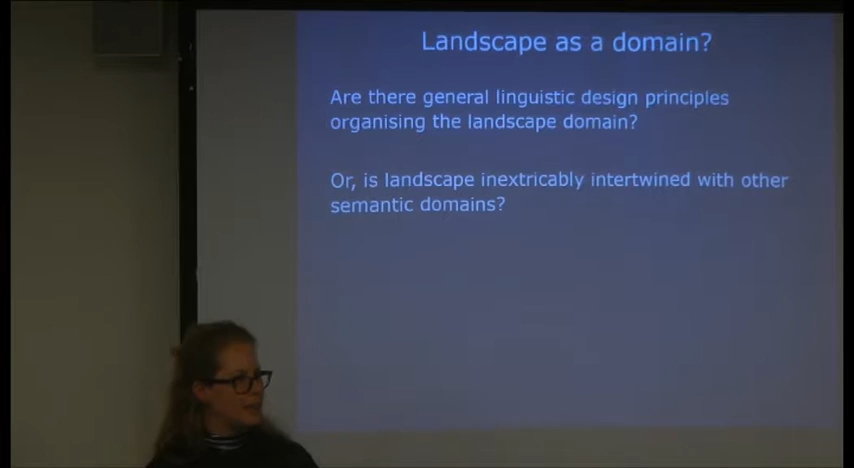 Landscape as a domain?
Are there general linguistic design principles
organising the landscape domain?
Or, is landscape inextricably intertwined with other
semantic domains?